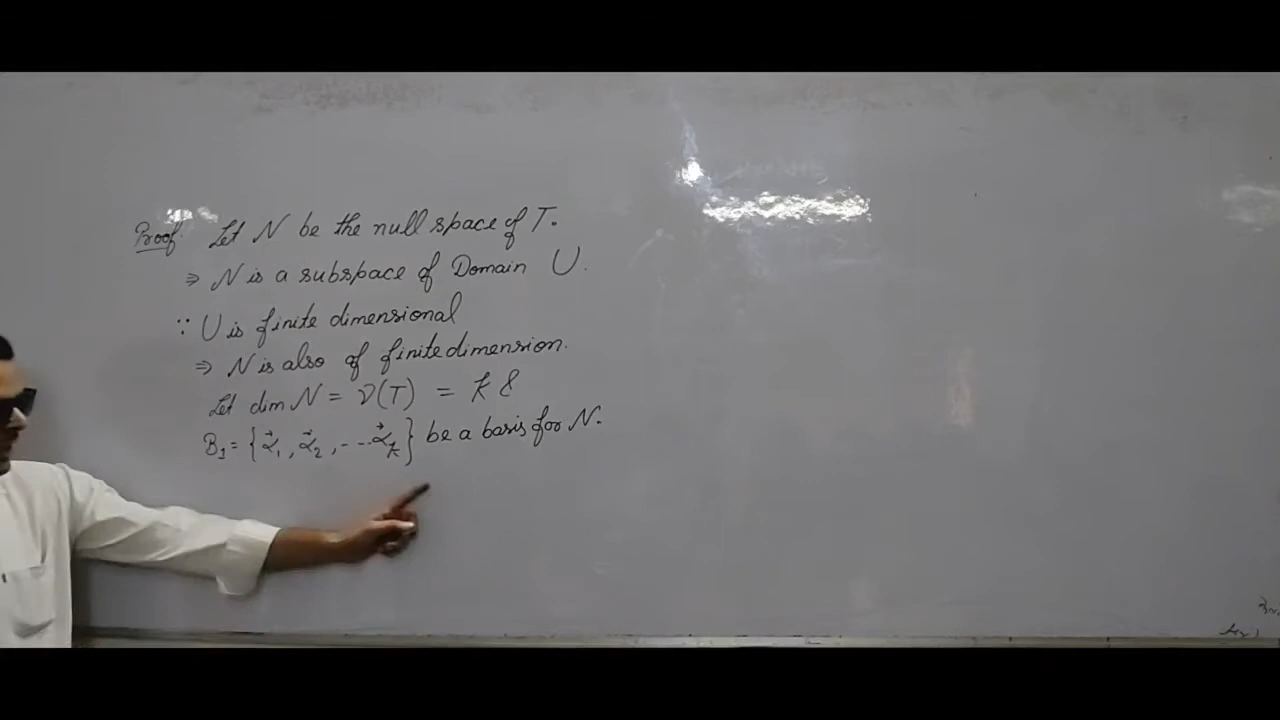 Proof: Let N be the null space of T.
⇒ N is a subspace of Domain U.
∵ U is finite dimensional
⇒ N is also of finite dimension.
Let dim N = ν(T) = k &
B₁ = {α⃗₁, α⃗₂, ---- α⃗ₖ} be a basis for N.